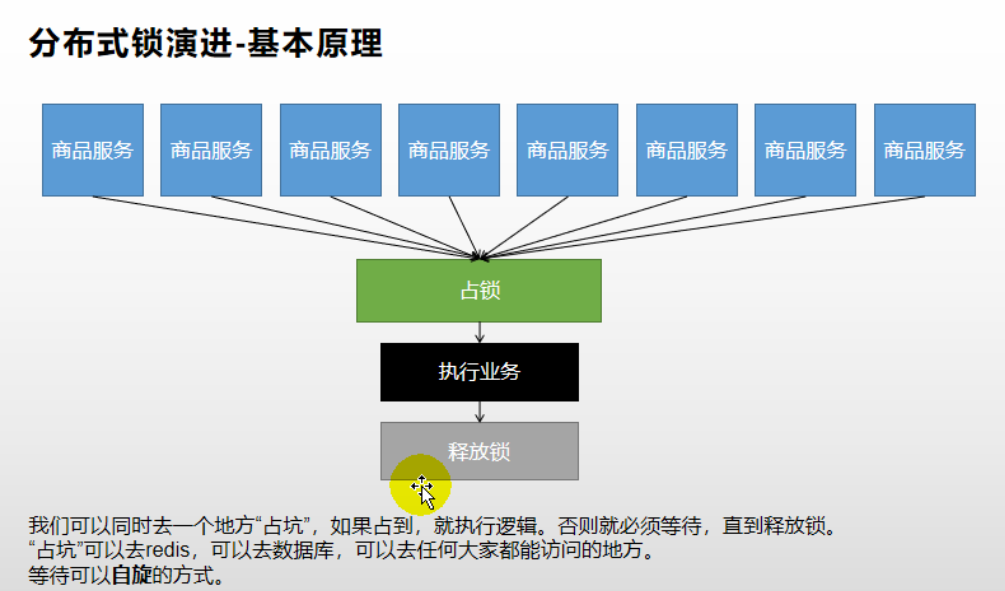 分布式锁演进-基本原理
商品服务 商品服务 商品服务 商品服务 商品服务 商品服务 商品服务 商品服务
占锁
执行业务
释放锁
我们可以同时去一个地方“占坑”，如果占到，就执行逻辑。否则就必须等待，直到释放锁。
“占坑”可以去redis，可以去数据库，可以去任何大家都能访问的地方。
等待可以自旋的方式。